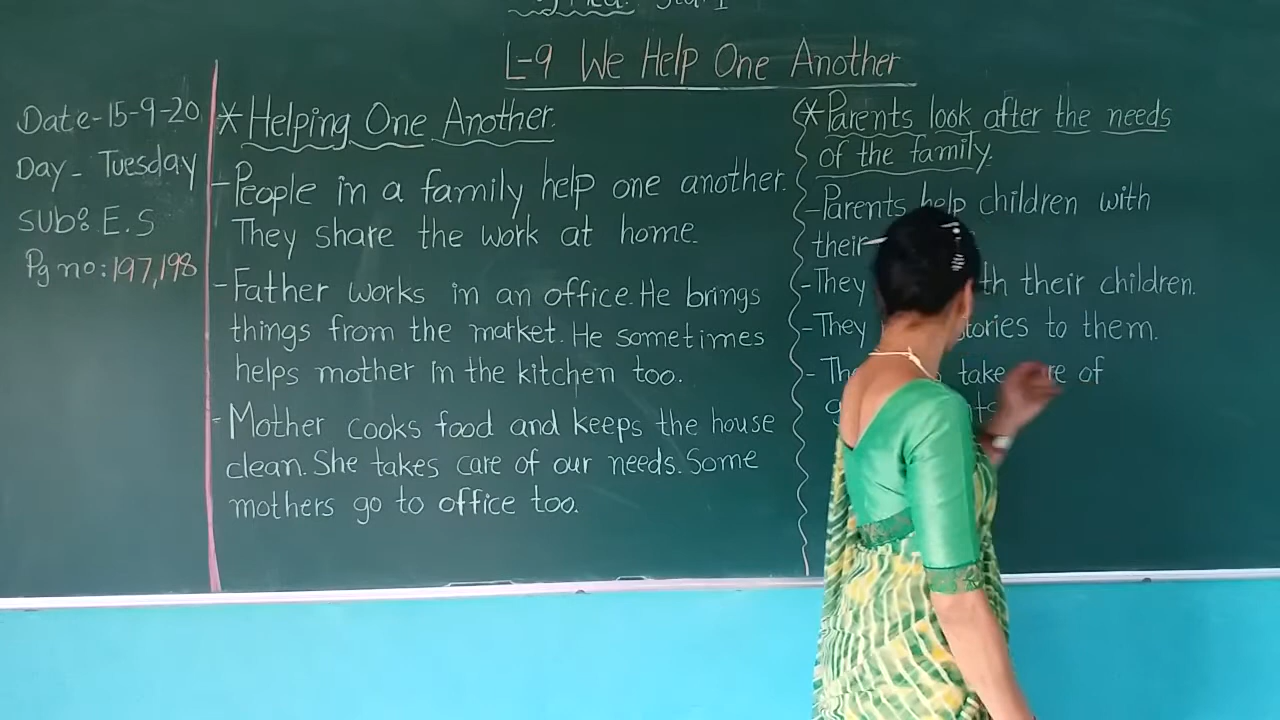 L-9 We Help One Another
Date-15-9-20
Day- Tuesday
Sub: E.S
Pg no: 197,198
* Helping One Another.
- People in a family help one another.
They share the work at home.
- Father works in an office. He brings
things from the market. He sometimes
helps mother in the kitchen too.
- Mother cooks food and keeps the house
clean. She takes care of our needs. Some
mothers go to office too.
* Parents look after the needs
of the family.
- Parents help children with
their
- They their children.
- They to them.
- take of